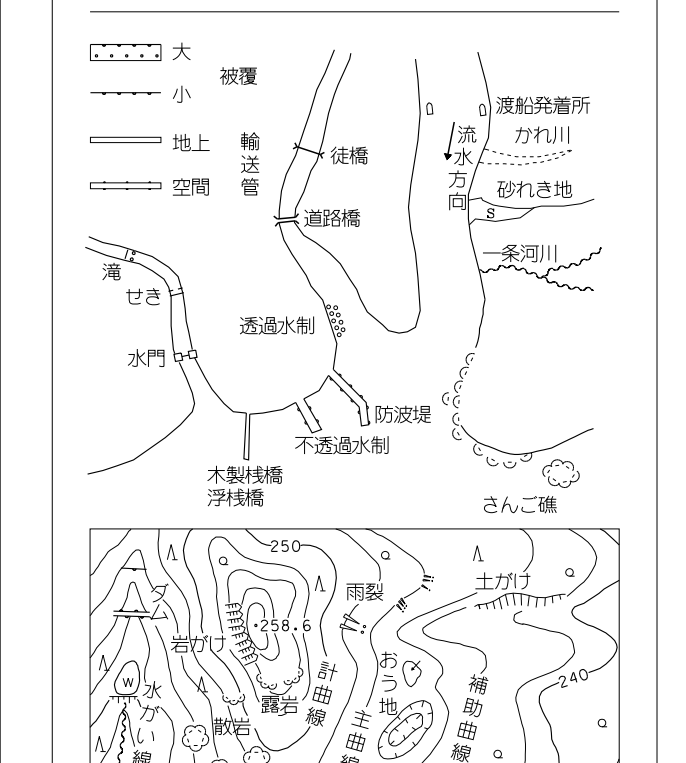 大
被覆
小
地上
輸送管
空間
徒橋
道路橋
渡船発着所
流水方向
かれ川
砂れき地
s
一条河川
滝
せき
水門
透過水制
防波堤
不透過水制
木製桟橋
浮桟橋
さんご礁
250
ダム
258.6
岩がけ
雨裂
土がけ
W
水がい線
散岩
露岩
計曲線
主曲線
おう地
補助曲線
240